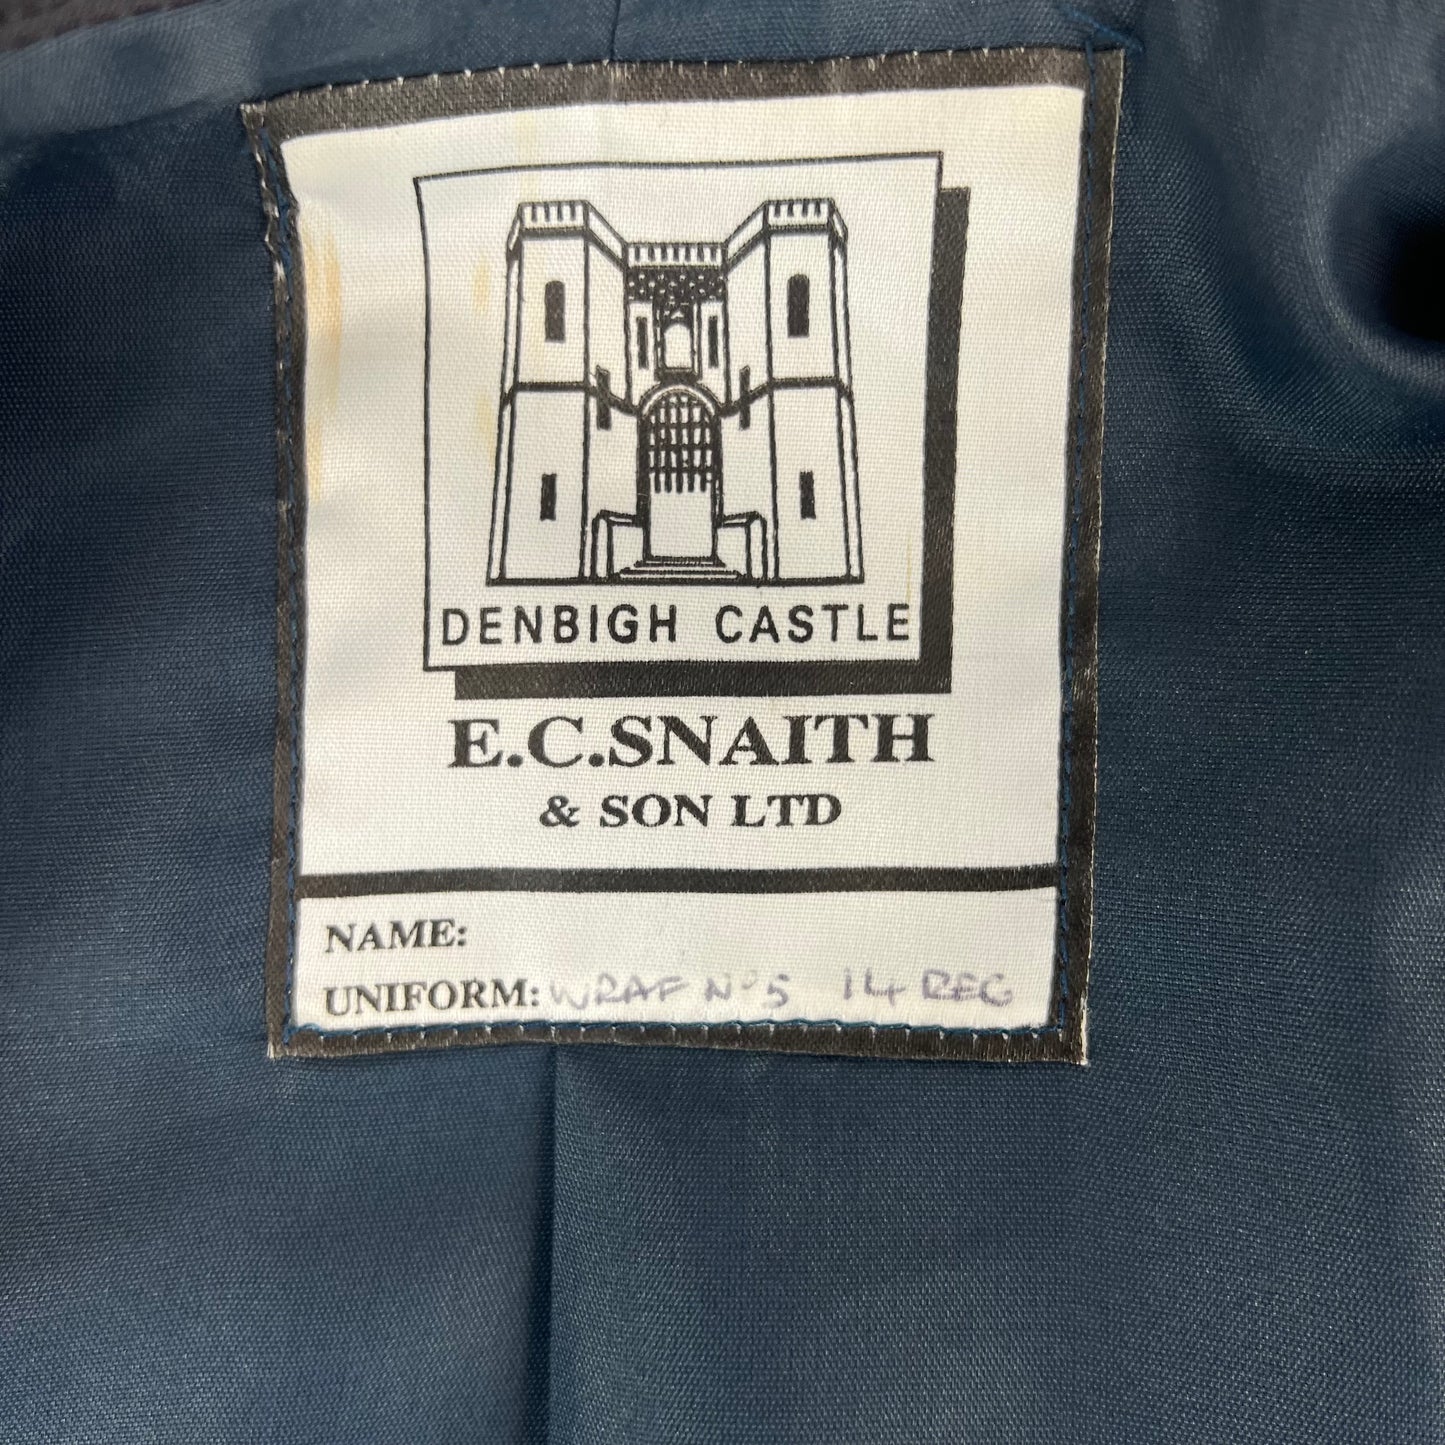 DENBIGH CASTLE
E.C.SNAITH
& SON LTD
NAME:
UNIFORM: WRAF Nº5 14 REG